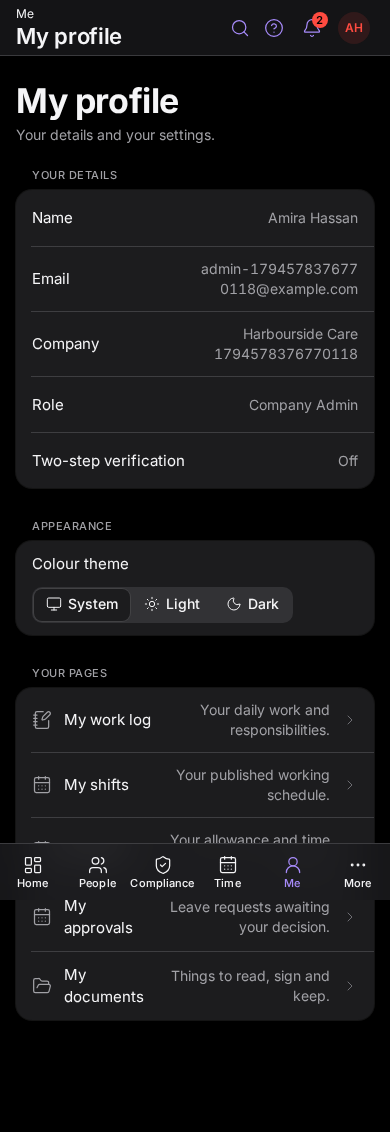 Me
My profile
2
AH
My profile
Your details and your settings.
YOUR DETAILS
Name
Amira Hassan
Email
admin-179457837677
0118@example.com
Company
Harbourside Care
1794578376770118
Role
Company Admin
Two-step verification
Off
APPEARANCE
Colour theme
System
Light
Dark
YOUR PAGES
My work log
Your daily work and
responsibilities.
My shifts
Your published working
schedule.
Your allowance and time
Home
People
Compliance
Time
Me
More
My
approvals
Leave requests awaiting
your decision.
My
documents
Things to read, sign and
keep.